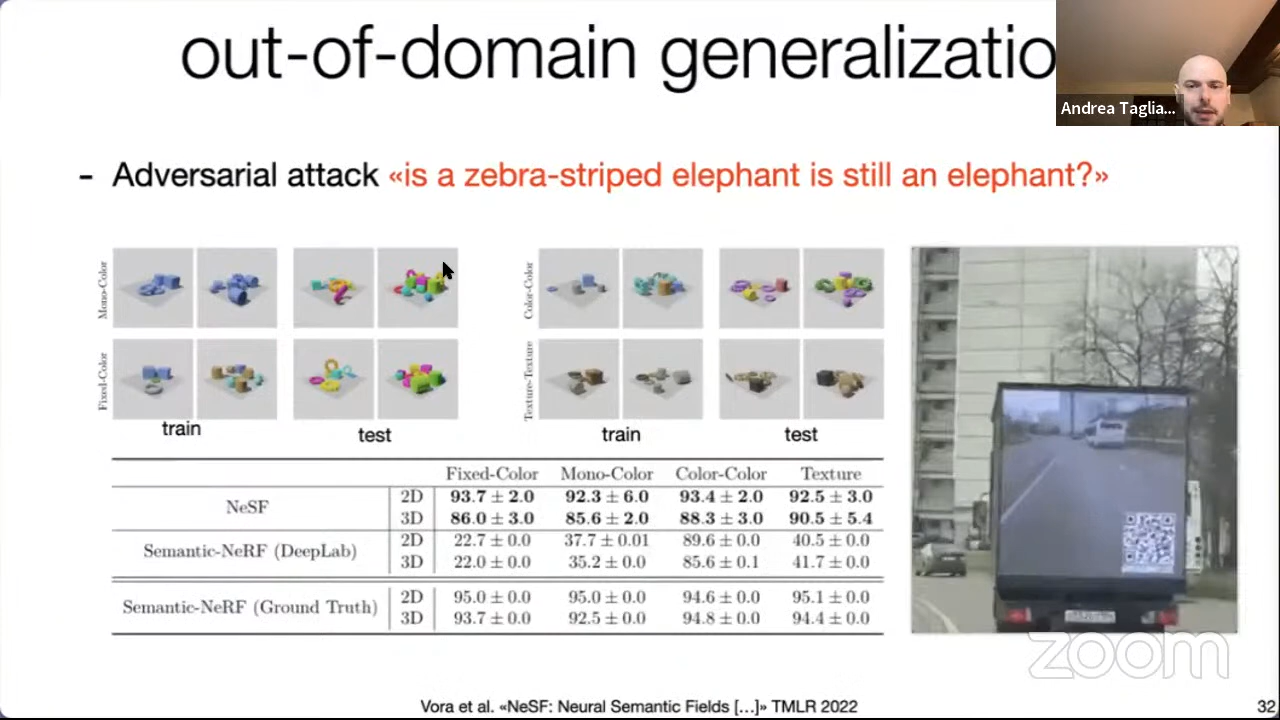 out-of-domain generalizatio
Andrea Taglia...
- Adversarial attack «is a zebra-striped elephant is still an elephant?»
Mono-Color
Color-Color
Fixed-Color
Texture-Texture
train
test
train
test
Fixed-Color Mono-Color Color-Color Texture
NeSF 2D 93.7 ± 2.0 92.3 ± 6.0 93.4 ± 2.0 92.5 ± 3.0
3D 86.0 ± 3.0 85.6 ± 2.0 88.3 ± 3.0 90.5 ± 5.4
Semantic-NeRF (DeepLab) 2D 22.7 ± 0.0 37.7 ± 0.01 89.6 ± 0.0 40.5 ± 0.0
3D 22.0 ± 0.0 35.2 ± 0.0 85.6 ± 0.1 41.7 ± 0.0
Semantic-NeRF (Ground Truth) 2D 95.0 ± 0.0 95.0 ± 0.0 94.6 ± 0.0 95.1 ± 0.0
3D 93.7 ± 0.0 92.5 ± 0.0 94.8 ± 0.0 94.4 ± 0.0
zoom
Vora et al. «NeSF: Neural Semantic Fields [...]» TMLR 2022
32